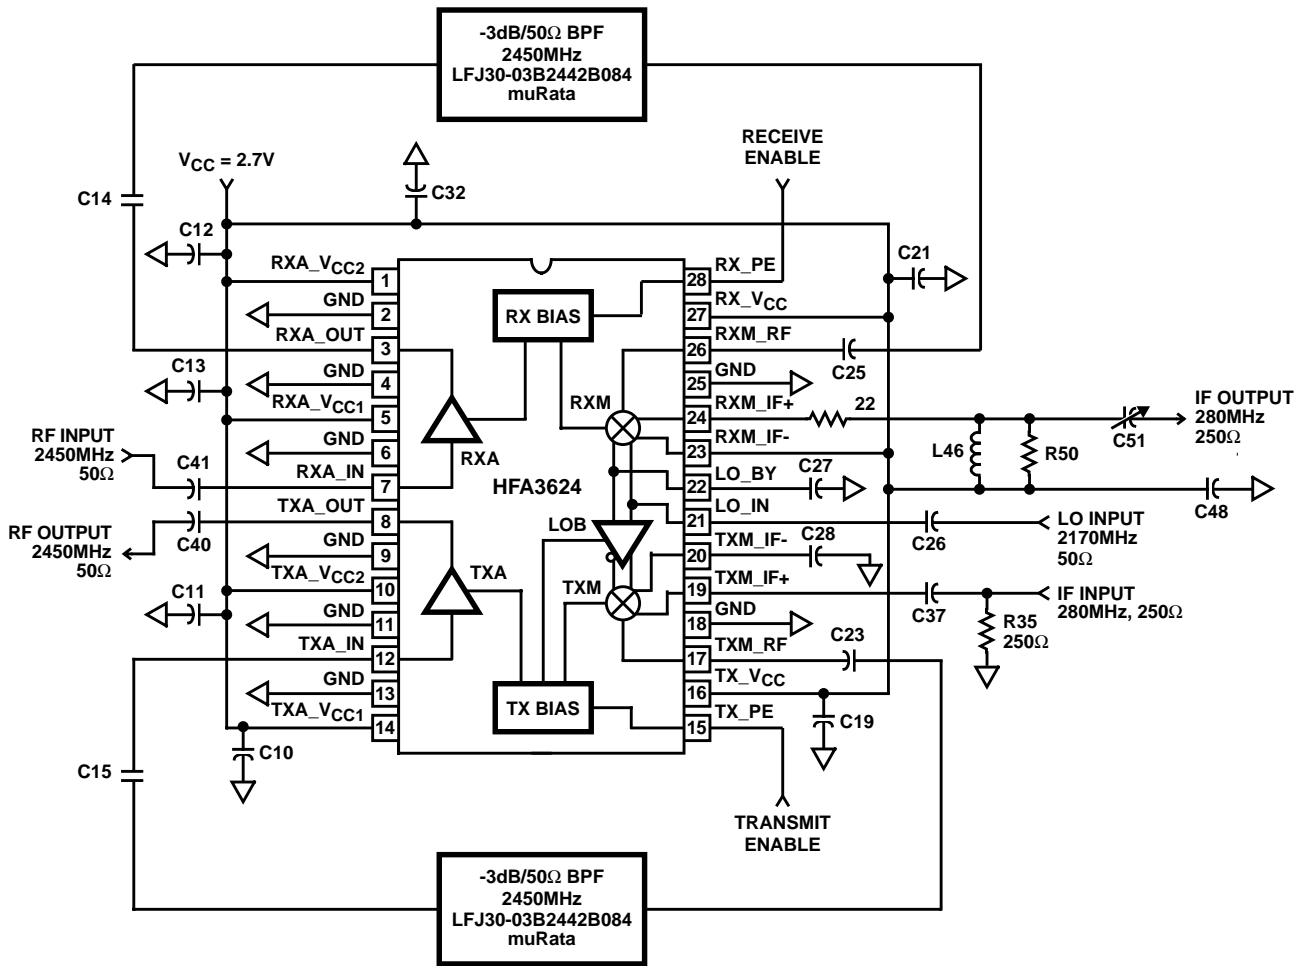 -3dB/50Ω BPF
2450MHz
LFJ30-03B2442B084
muRata
RECEIVE
ENABLE
VCC = 2.7V
C14
C32
C12
C21
RXA_VCC2
1
28
RX_PE
GND
2
RX BIAS
27
RX_VCC
RXA_OUT
3
26
RXM_RF
C25
C13
GND
4
25
GND
RXA_VCC1
5
RXM
24
RXM_IF+
22
IF OUTPUT
280MHz
250Ω
C51
L46
R50
RF INPUT
2450MHz
50Ω
GND
6
RXA
23
RXM_IF-
C41
RXA_IN
7
HFA3624
22
LO_BY
C27
C48
RF OUTPUT
2450MHz
50Ω
C40
TXA_OUT
8
LOB
21
LO_IN
C26
LO INPUT
2170MHz
50Ω
GND
9
20
TXM_IF-
C28
C11
TXA_VCC2
10
TXA
TXM
19
TXM_IF+
C37
IF INPUT
280MHz, 250Ω
R35
250Ω
GND
11
18
GND
TXA_IN
12
17
TXM_RF
C23
GND
13
TX BIAS
16
TX_VCC
C19
TXA_VCC1
14
15
TX_PE
C10
C15
TRANSMIT
ENABLE
-3dB/50Ω BPF
2450MHz
LFJ30-03B2442B084
muRata